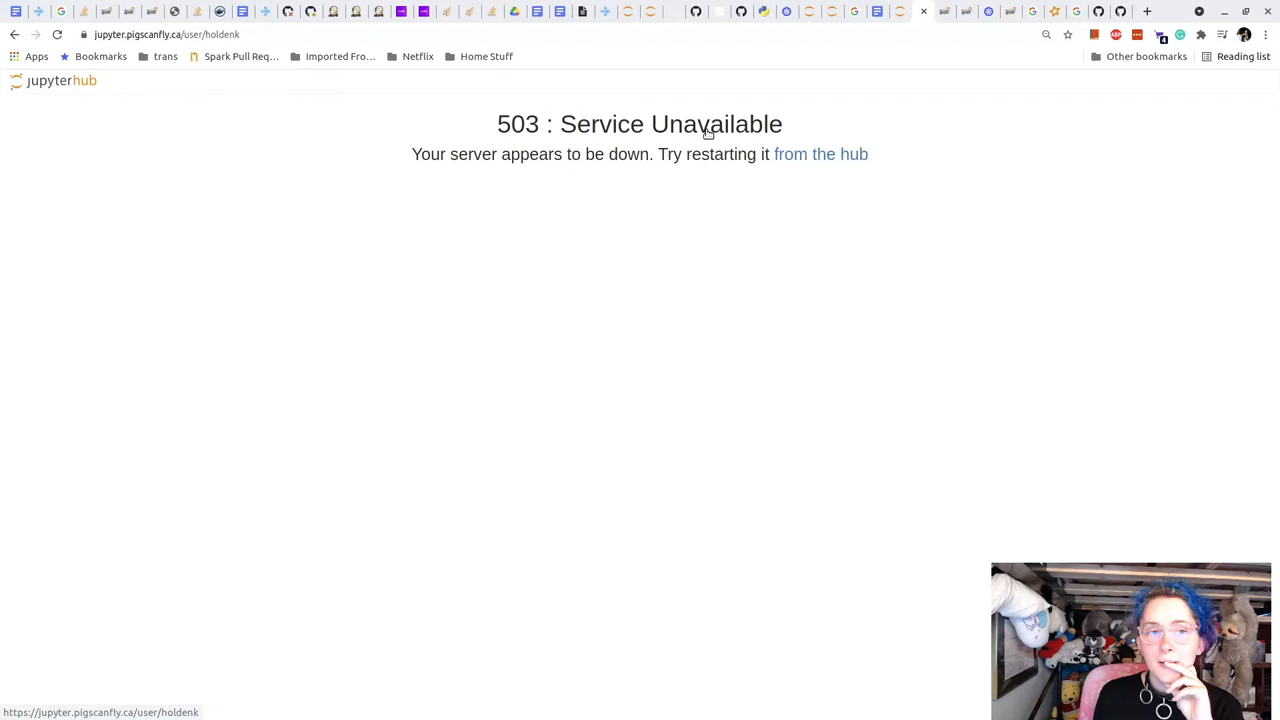 jupyter.pigscanfly.ca/user/holdenk
4
Apps
Bookmarks
trans
Spark Pull Req...
Imported Fro...
Netflix
Home Stuff
Other bookmarks
Reading list
jupyterhub
503 : Service Unavailable
Your server appears to be down. Try restarting it from the hub
https://jupyter.pigscanfly.ca/user/holdenk